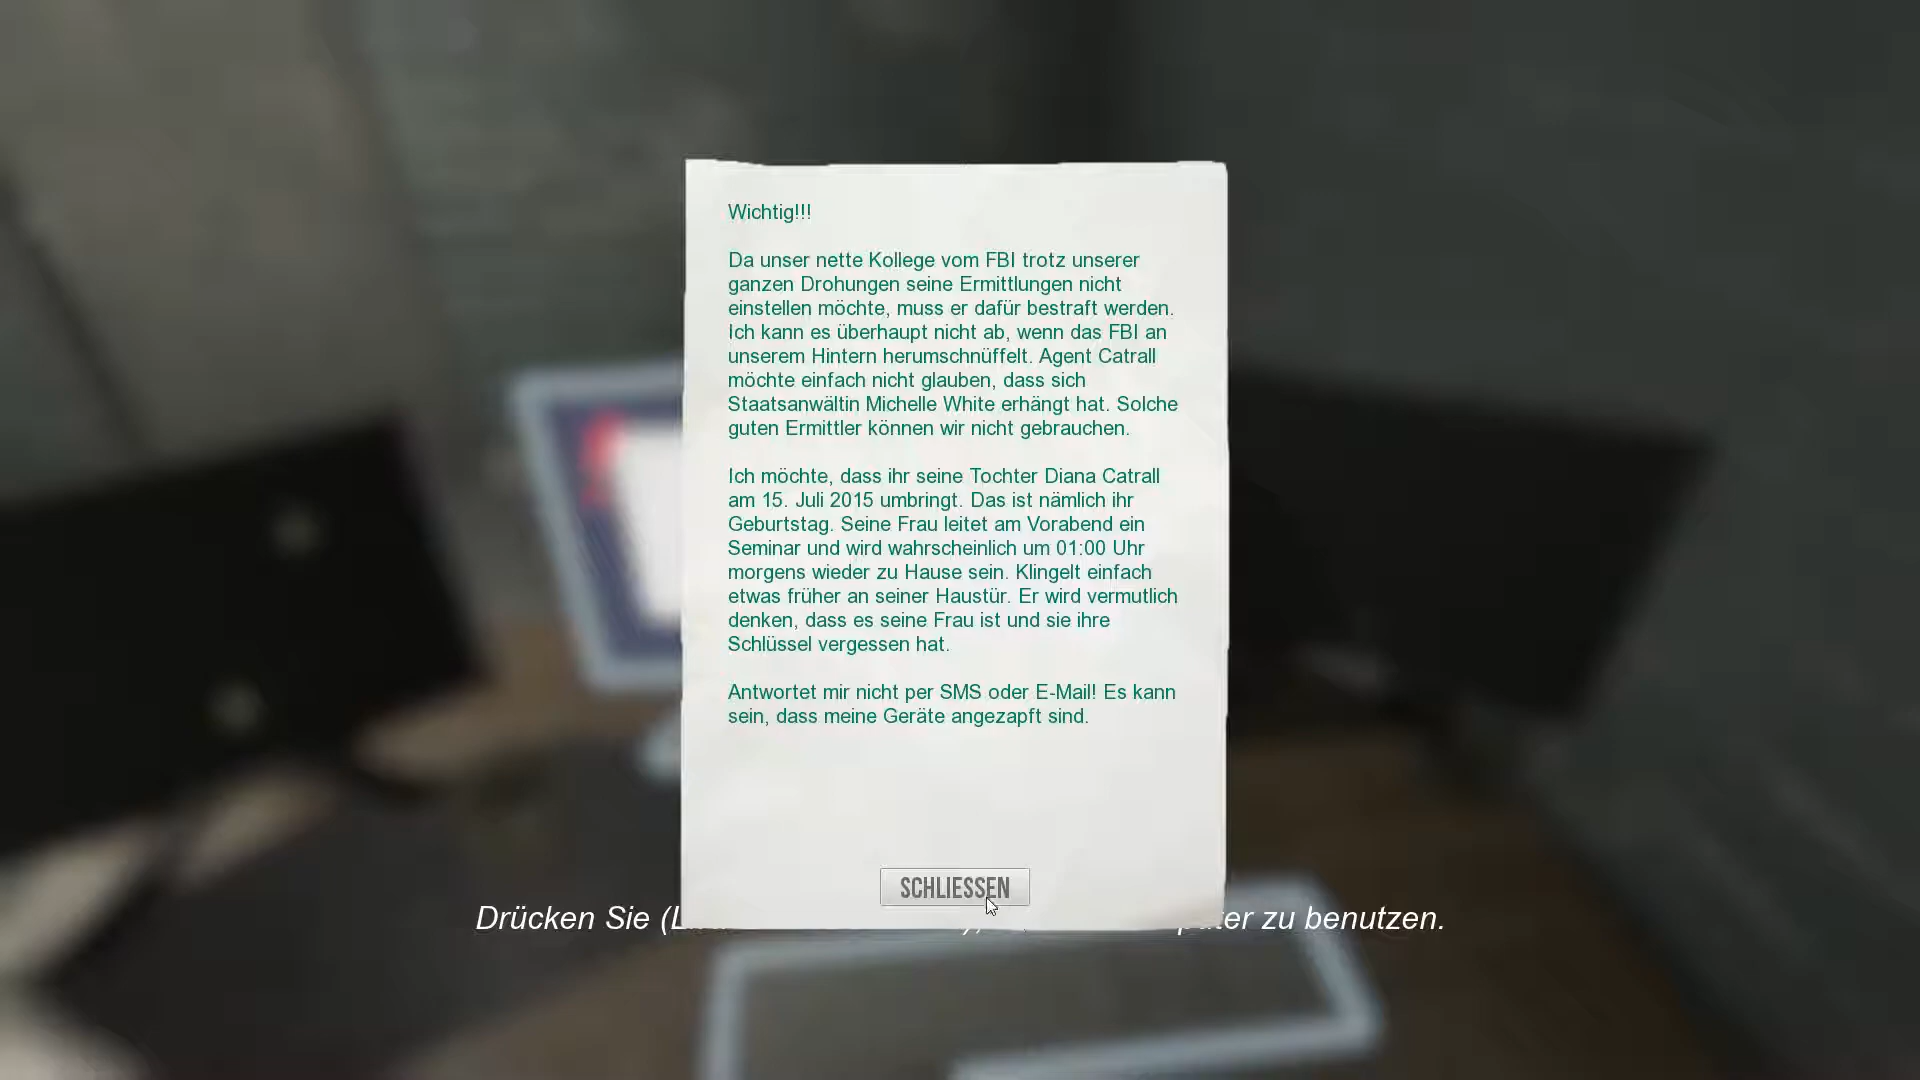 Wichtig!!!
Da unser nette Kollege vom FBI trotz unserer
ganzen Drohungen seine Ermittlungen nicht
einstellen möchte, muss er dafür bestraft werden.
Ich kann es überhaupt nicht ab, wenn das FBI an
unserem Hintern herumschnüffelt. Agent Catrall
möchte einfach nicht glauben, dass sich
Staatsanwältin Michelle White erhängt hat. Solche
guten Ermittler können wir nicht gebrauchen.
Ich möchte, dass ihr seine Tochter Diana Catrall
am 15. Juli 2015 umbringt. Das ist nämlich ihr
Geburtstag. Seine Frau leitet am Vorabend ein
Seminar und wird wahrscheinlich um 01:00 Uhr
morgens wieder zu Hause sein. Klingelt einfach
etwas früher an seiner Haustür. Er wird vermutlich
denken, dass es seine Frau ist und sie ihre
Schlüssel vergessen hat.
Antwortet mir nicht per SMS oder E-Mail! Es kann
sein, dass meine Geräte angezapft sind.
SCHLIESSEN
Drücken Sie zu benutzen.